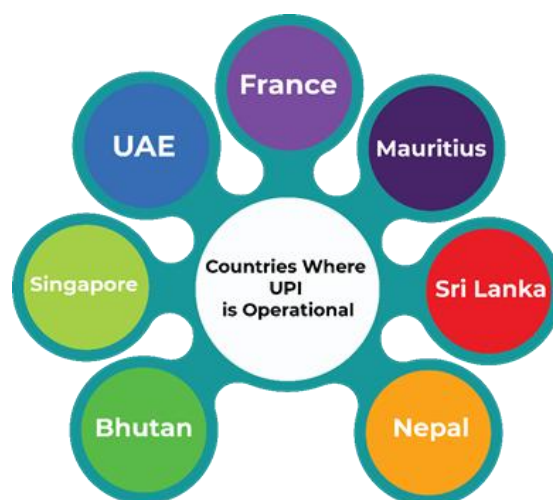 France
UAE
Mauritius
Singapore
Countries Where
UPI
is Operational
Sri Lanka
Bhutan
Nepal